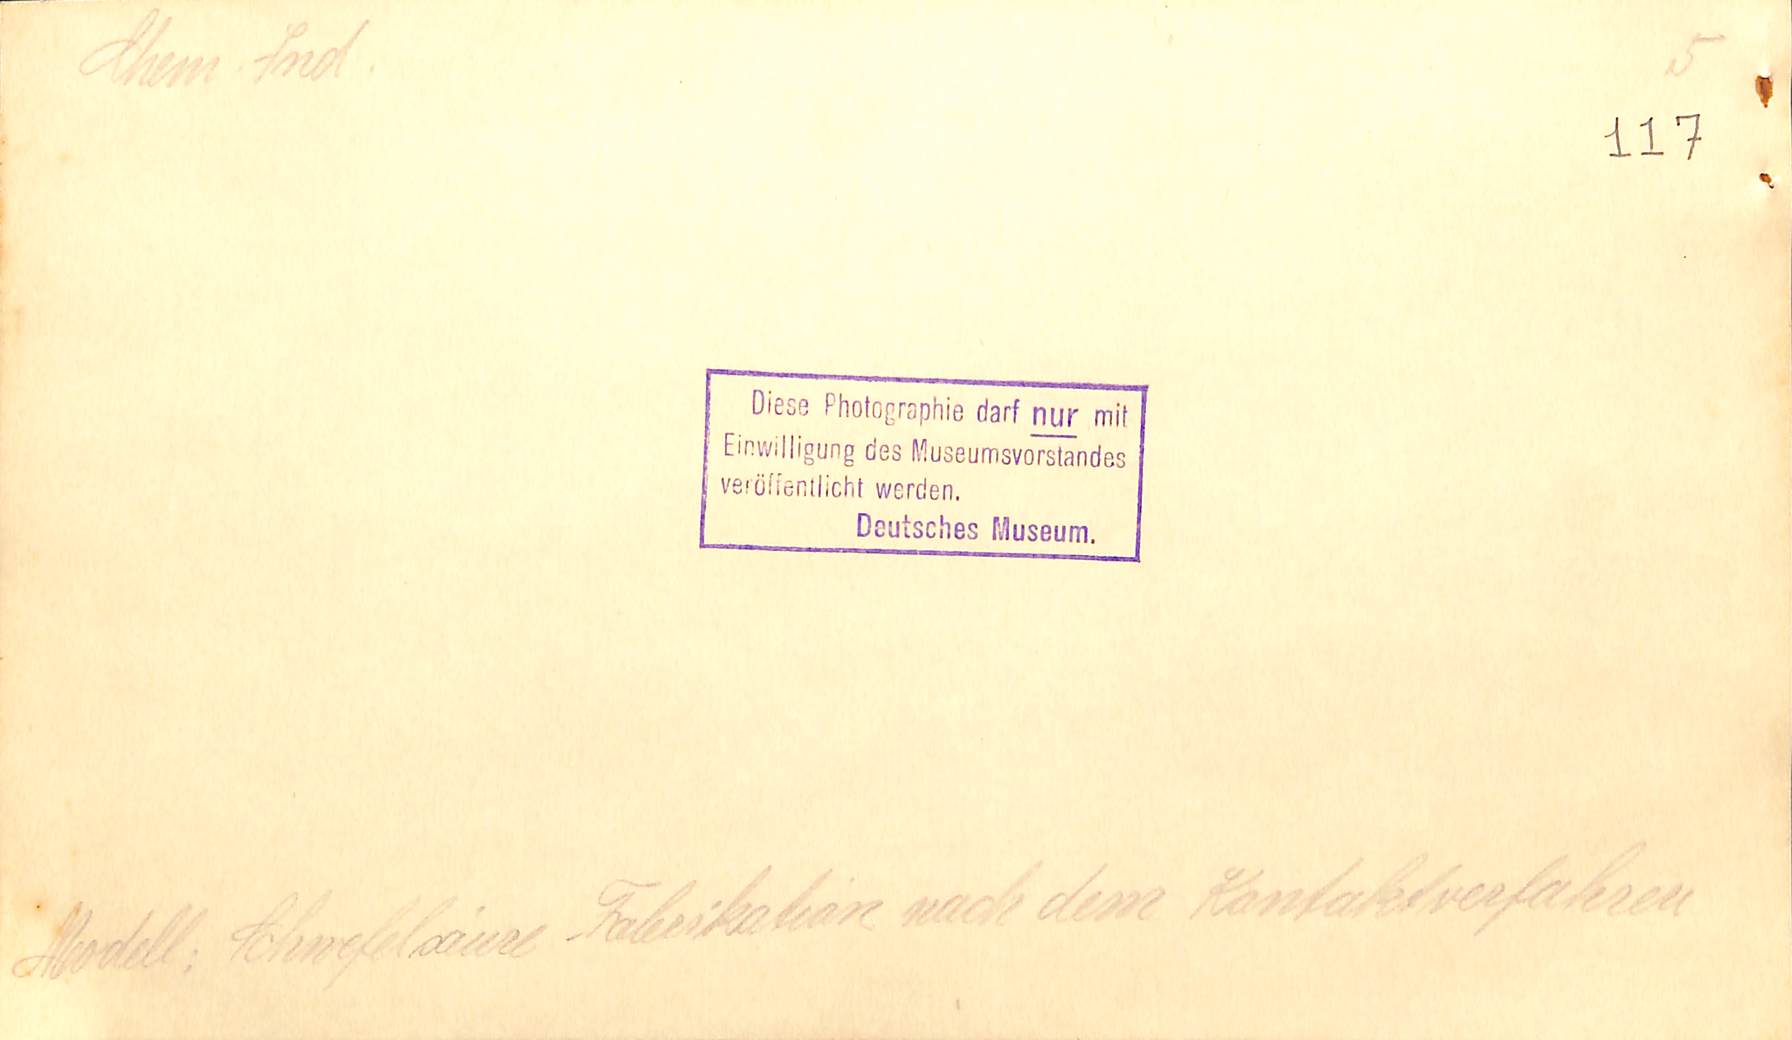 Chem. Ind.
5
117
Diese Photographie darf nur mit
Einwilligung des Museumsvorstandes
veröffentlicht werden.
Deutsches Museum.
Modell: Schwefelsäure Fabrikation nach dem Kontaktverfahren